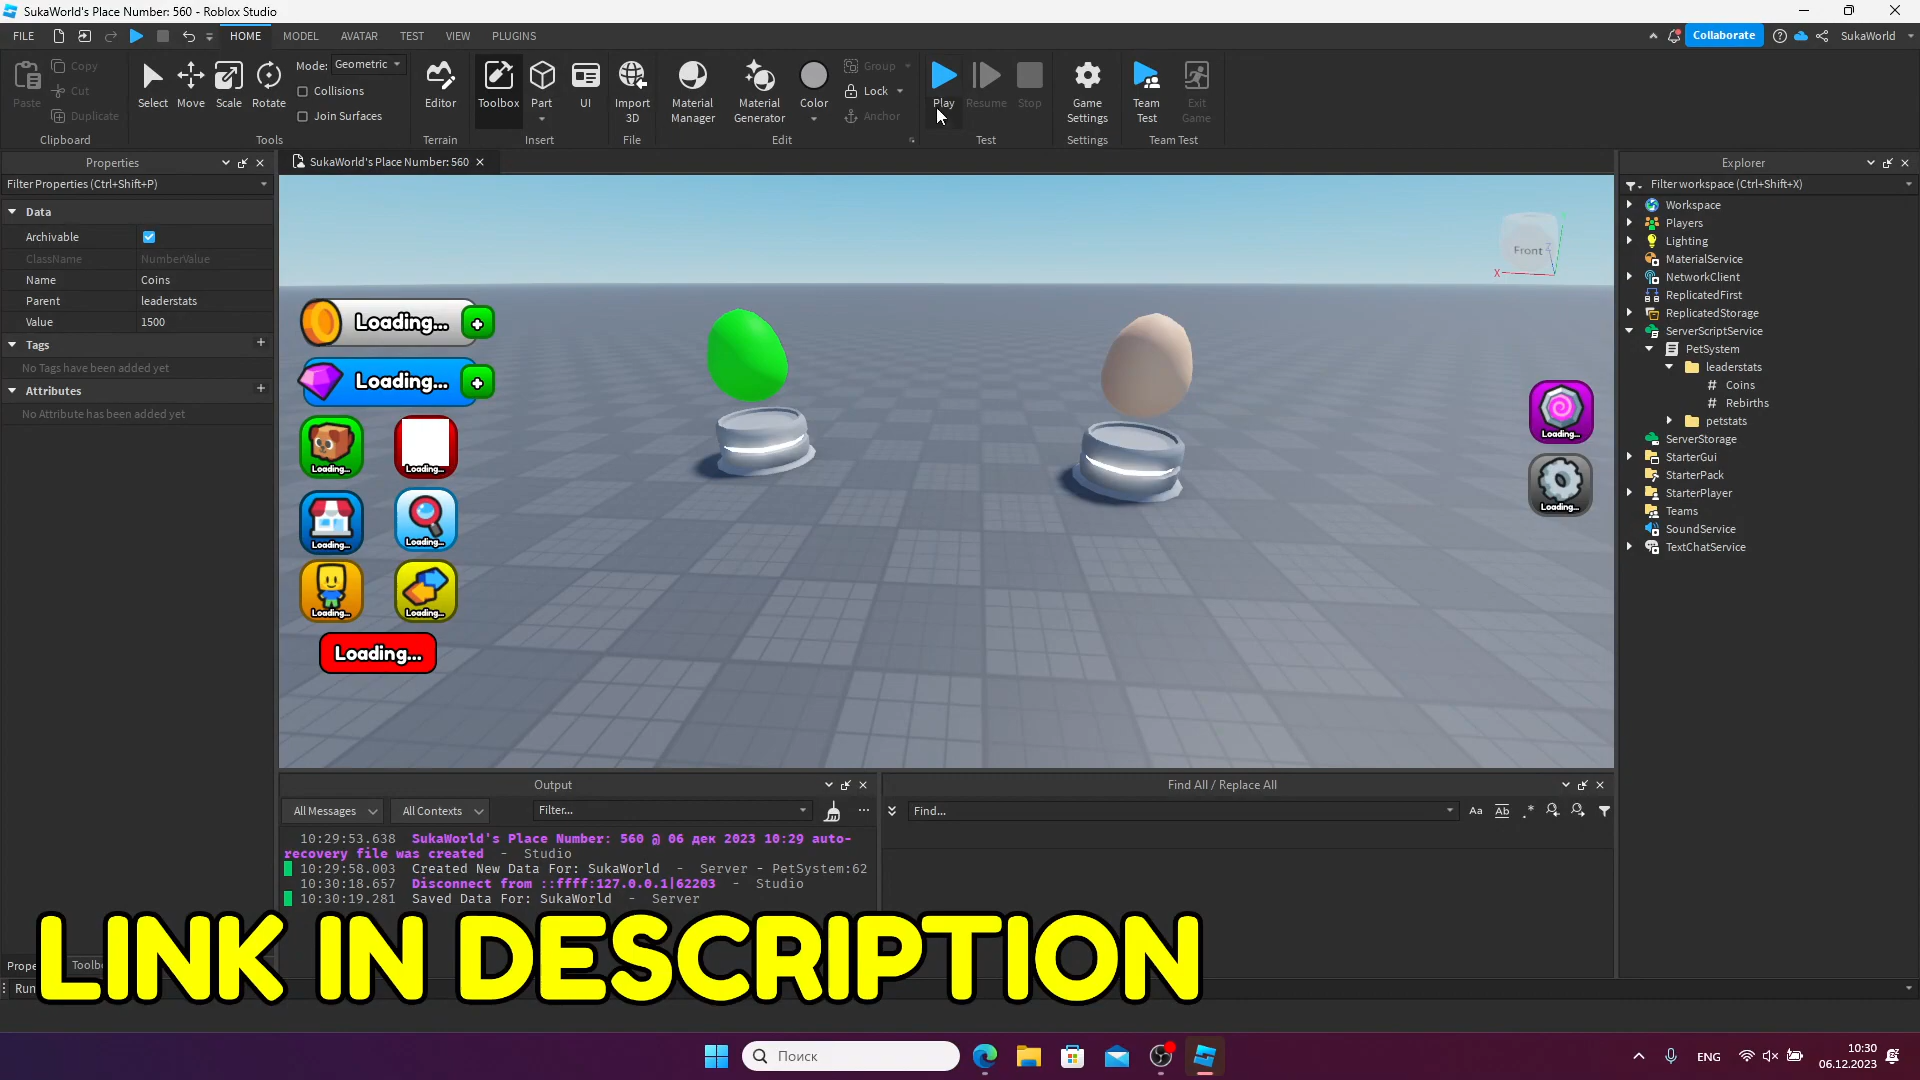 SukaWorld's Place Number: 560 - Roblox Studio
FILE
HOME MODEL AVATAR TEST VIEW PLUGINS
Collaborate
SukaWorld
Paste
Copy
Cut
Duplicate
Clipboard
Select Move Scale Rotate
Mode: Geometric
Collisions
Join Surfaces
Tools
Editor
Terrain
Toolbox Part UI
Insert
Import
3D
File
Material
Manager
Material
Generator
Color
Group
Lock
Anchor
Edit
Play Resume Stop
Test
Game
Settings
Settings
Team
Test
Exit
Game
Team Test
Properties
Filter Properties (Ctrl+Shift+P)
Data
Archivable
ClassName NumberValue
Name Coins
Parent leaderstats
Value 1500
Tags
No Tags have been added yet
Attributes
No Attribute has been added yet
SukaWorld's Place Number: 560
Front
X
Z
Loading...
Loading...
Loading...
Loading...
Loading...
Loading...
Loading...
Loading...
Loading...
Loading...
Loading...
Explorer
Filter workspace (Ctrl+Shift+X)
Workspace
Players
Lighting
MaterialService
NetworkClient
ReplicatedFirst
ReplicatedStorage
ServerScriptService
PetSystem
leaderstats
# Coins
# Rebirths
petstats
ServerStorage
StarterGui
StarterPack
StarterPlayer
Teams
SoundService
TextChatService
Output
All Messages All Contexts Filter...
10:29:53.638 SukaWorld's Place Number: 560 @ 06 дек 2023 10:29 auto-
recovery file was created - Studio
10:29:58.003 Created New Data For: SukaWorld - Server - PetSystem:62
10:30:18.657 Disconnect from ::ffff:127.0.0.1|62203 - Studio
10:30:19.281 Saved Data For: SukaWorld - Server
Find All / Replace All
Find...
Aa Ab .*
LINK IN DESCRIPTION
Поиск
ENG
10:30
06.12.2023